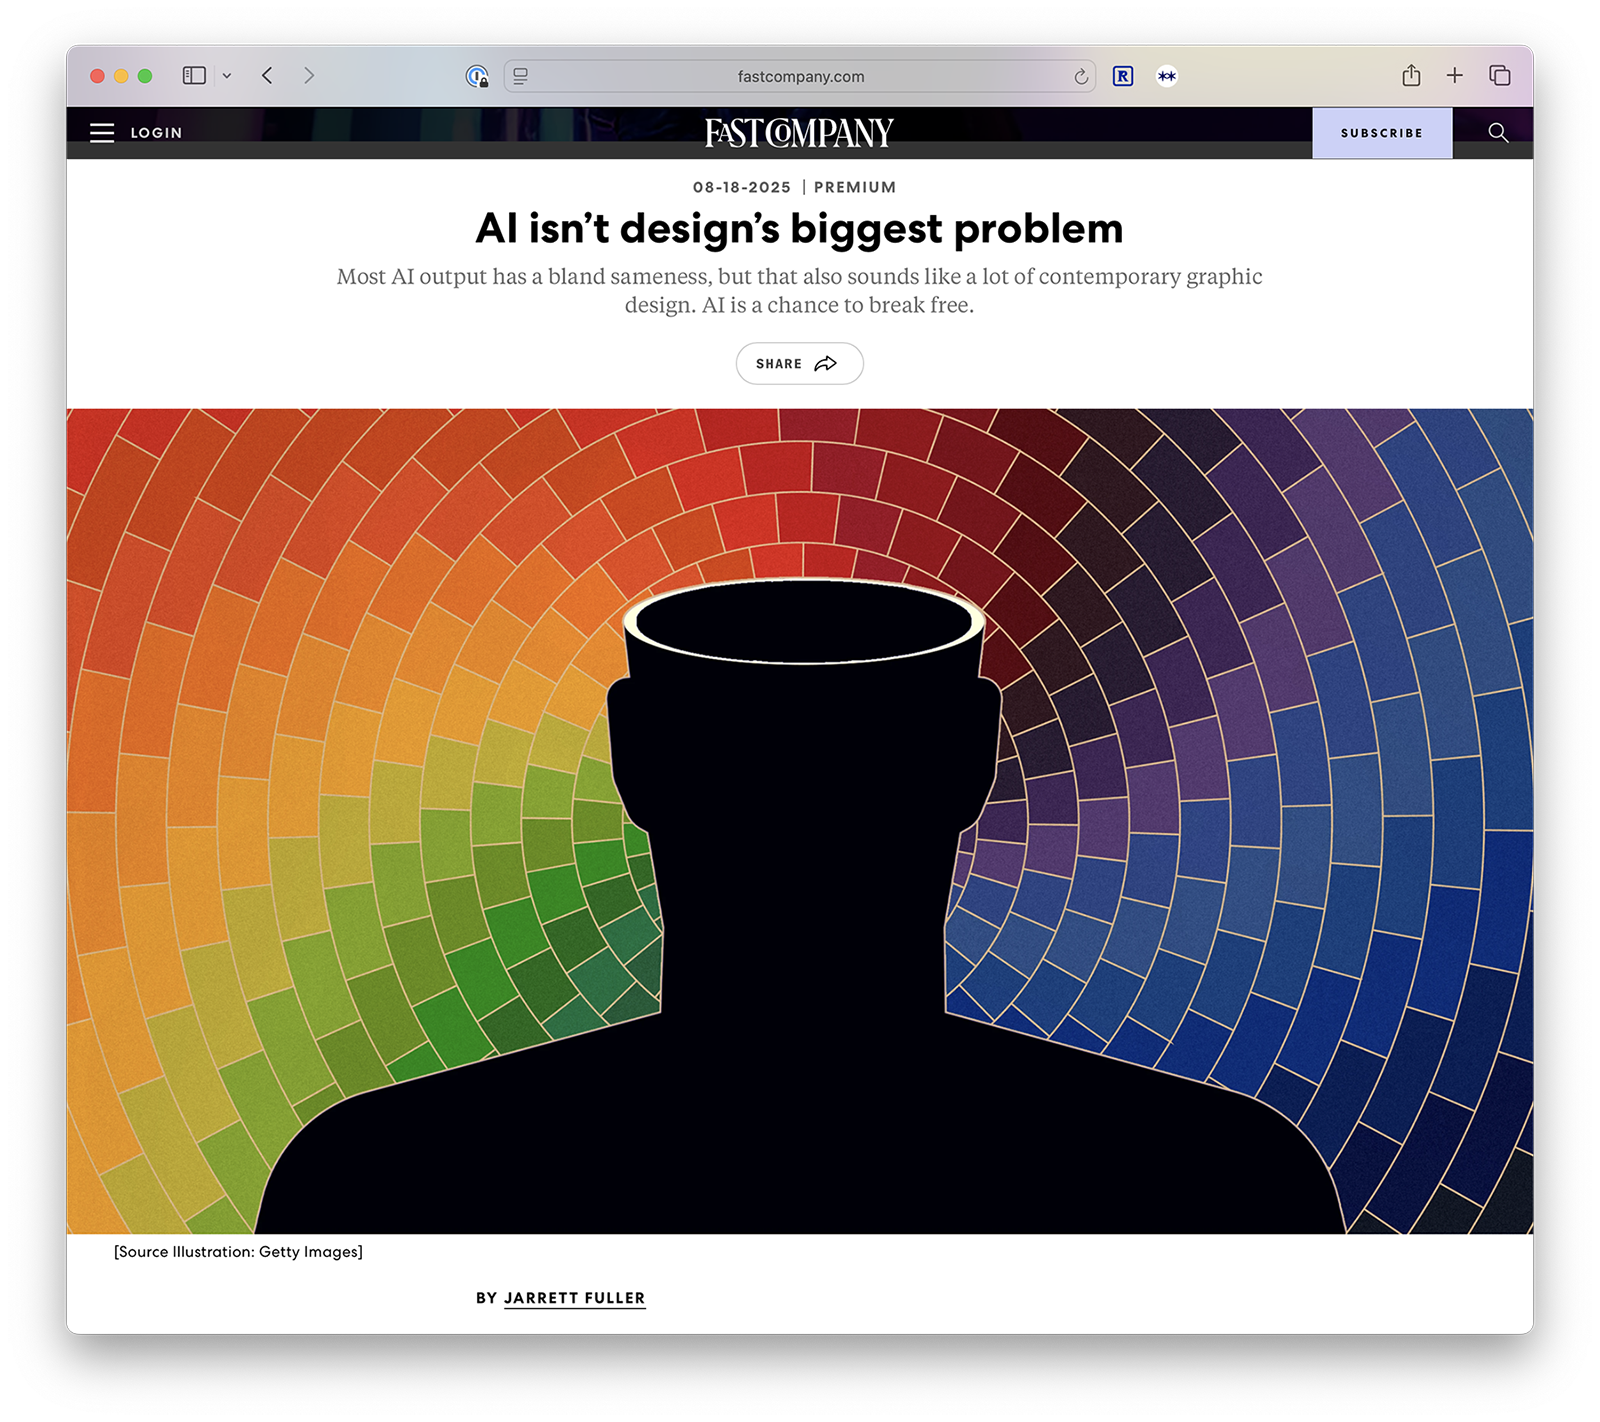 fastcompany.com
R
LOGIN
FAST COMPANY
SUBSCRIBE
08-18-2025 | PREMIUM
AI isn’t design’s biggest problem
Most AI output has a bland sameness, but that also sounds like a lot of contemporary graphic
design. AI is a chance to break free.
SHARE
[Source Illustration: Getty Images]
BY JARRETT FULLER